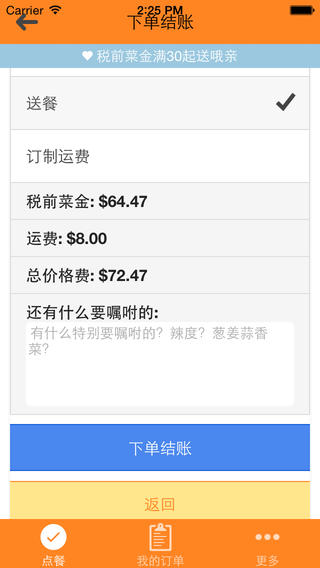 Carrier 2:25 PM
下单结账
税前菜金满30起送哦亲
送餐
订制运费
税前菜金: $64.47
运费: $8.00
总价格费: $72.47
还有什么要嘱咐的:
有什么特别要嘱咐的？辣度？葱姜蒜香
菜？
下单结账
返回
点餐 我的订单 更多